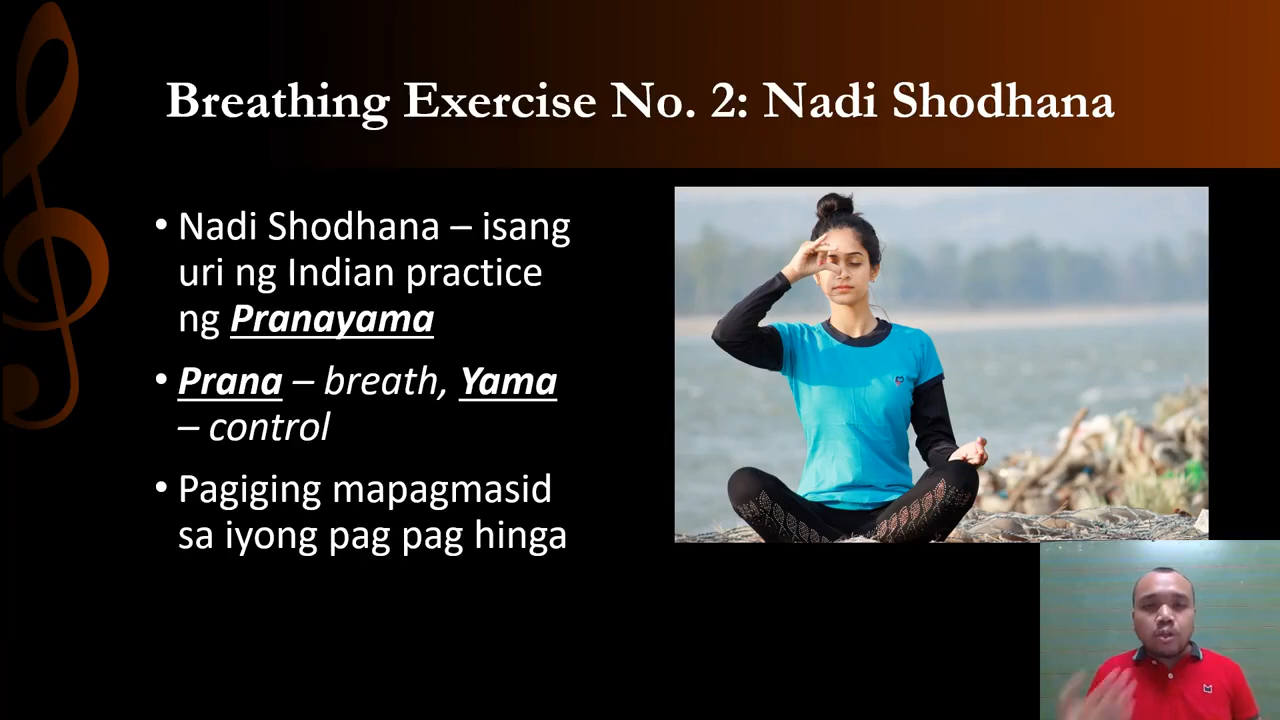 Breathing Exercise No. 2: Nadi Shodhana
• Nadi Shodhana – isang
uri ng Indian practice
ng Pranayama
• Prana – breath, Yama
– control
• Pagiging mapagmasid
sa iyong pag pag hinga